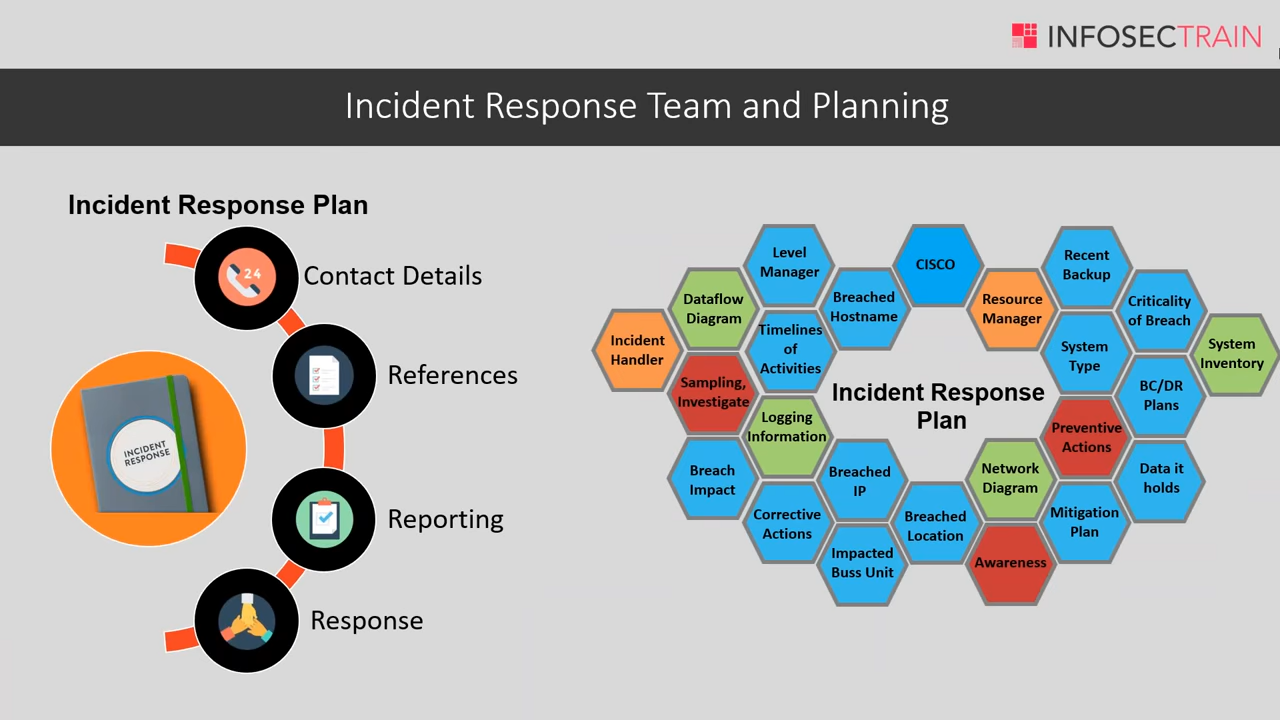 INFOSECTRAIN
Incident Response Team and Planning
Incident Response Plan
24
Contact Details
References
Reporting
Response
INCIDENT
RESPONSE
Incident
Handler
Dataflow
Diagram
Sampling,
Investigate
Breach
Impact
Level
Manager
Timelines
of
Activities
Logging
Information
Corrective
Actions
Breached
Hostname
Breached
IP
Impacted
Buss Unit
CISCO
Incident Response
Plan
Breached
Location
Resource
Manager
Network
Diagram
Awareness
Recent
Backup
System
Type
Preventive
Actions
Mitigation
Plan
Criticality
of Breach
BC/DR
Plans
Data it
holds
System
Inventory